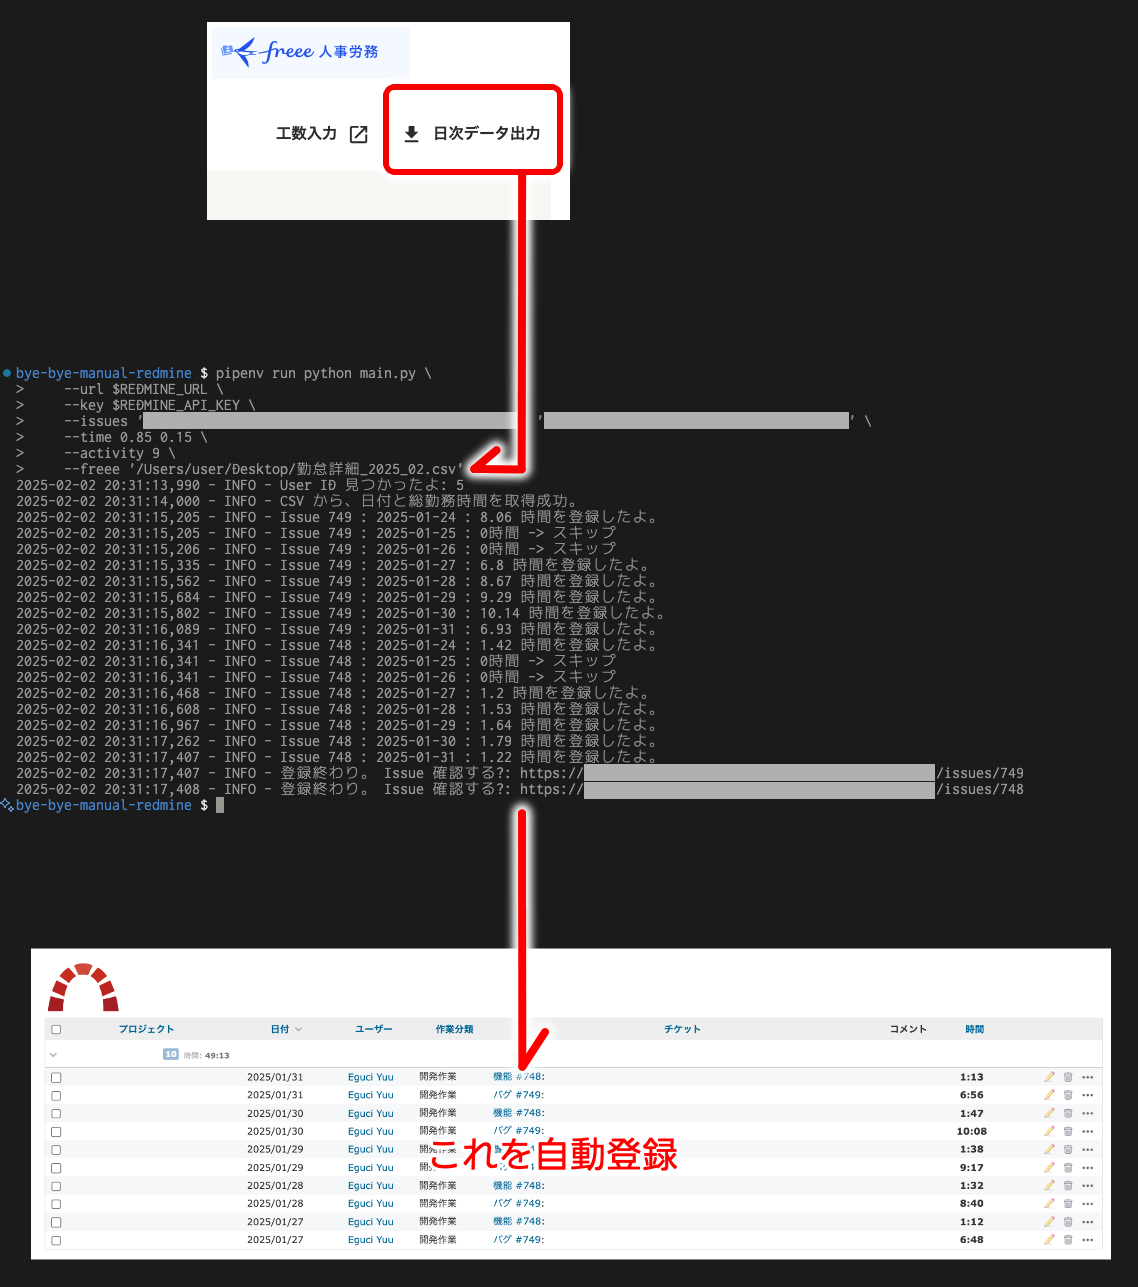 freee 人事労務
工数入力 日次データ出力
bye-bye-manual-redmine $ pipenv run python main.py \
> --url $REDMINE_URL \
> --key $REDMINE_API_KEY \
> --issues ' ' ' \
> --time 0.85 0.15 \
> --activity 9 \
> --freee '/Users/user/Desktop/勤怠詳細_2025_02.csv'
2025-02-02 20:31:13,990 - INFO - User ID 見つかったよ: 5
2025-02-02 20:31:14,000 - INFO - CSV から、日付と総勤務時間を取得成功。
2025-02-02 20:31:15,205 - INFO - Issue 749 : 2025-01-24 : 8.06 時間を登録したよ。
2025-02-02 20:31:15,205 - INFO - Issue 749 : 2025-01-25 : 0時間 -> スキップ
2025-02-02 20:31:15,206 - INFO - Issue 749 : 2025-01-26 : 0時間 -> スキップ
2025-02-02 20:31:15,335 - INFO - Issue 749 : 2025-01-27 : 6.8 時間を登録したよ。
2025-02-02 20:31:15,562 - INFO - Issue 749 : 2025-01-28 : 8.67 時間を登録したよ。
2025-02-02 20:31:15,684 - INFO - Issue 749 : 2025-01-29 : 9.29 時間を登録したよ。
2025-02-02 20:31:15,802 - INFO - Issue 749 : 2025-01-30 : 10.14 時間を登録したよ。
2025-02-02 20:31:16,089 - INFO - Issue 749 : 2025-01-31 : 6.93 時間を登録したよ。
2025-02-02 20:31:16,341 - INFO - Issue 748 : 2025-01-24 : 1.42 時間を登録したよ。
2025-02-02 20:31:16,341 - INFO - Issue 748 : 2025-01-25 : 0時間 -> スキップ
2025-02-02 20:31:16,341 - INFO - Issue 748 : 2025-01-26 : 0時間 -> スキップ
2025-02-02 20:31:16,468 - INFO - Issue 748 : 2025-01-27 : 1.2 時間を登録したよ。
2025-02-02 20:31:16,608 - INFO - Issue 748 : 2025-01-28 : 1.53 時間を登録したよ。
2025-02-02 20:31:16,967 - INFO - Issue 748 : 2025-01-29 : 1.64 時間を登録したよ。
2025-02-02 20:31:17,262 - INFO - Issue 748 : 2025-01-30 : 1.79 時間を登録したよ。
2025-02-02 20:31:17,407 - INFO - Issue 748 : 2025-01-31 : 1.22 時間を登録したよ。
2025-02-02 20:31:17,407 - INFO - 登録終わり。 Issue 確認する?: https:// /issues/749
2025-02-02 20:31:17,408 - INFO - 登録終わり。 Issue 確認する?: https:// /issues/748
bye-bye-manual-redmine $
プロジェクト 日付 ユーザー 作業分類 チケット コメント 時間
10 時間: 49:13
2025/01/31 Eguci Yuu 開発作業 機能 #748: 1:13
2025/01/31 Eguci Yuu 開発作業 バグ #749: 6:56
2025/01/30 Eguci Yuu 開発作業 機能 #748: 1:47
2025/01/30 Eguci Yuu 開発作業 バグ #749: 10:08
これを自動登録
2025/01/29 Eguci Yuu 1:38
2025/01/29 Eguci Yuu 9:17
2025/01/28 Eguci Yuu 開発作業 機能 #748: 1:32
2025/01/28 Eguci Yuu 開発作業 バグ #749: 8:40
2025/01/27 Eguci Yuu 開発作業 機能 #748: 1:12
2025/01/27 Eguci Yuu 開発作業 バグ #749: 6:48